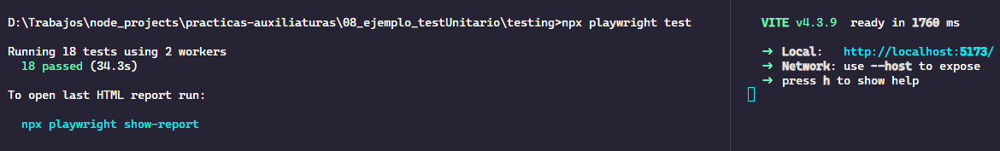 D:\Trabajos\node_projects\practicas-auxiliaturas\08_ejemplo_testUnitario\testing>npx playwright test
Running 18 tests using 2 workers
18 passed (34.3s)
To open last HTML report run:
npx playwright show-report
VITE v4.3.9 ready in 1760 ms
➜ Local: http://localhost:5173/
➜ Network: use --host to expose
➜ press h to show help